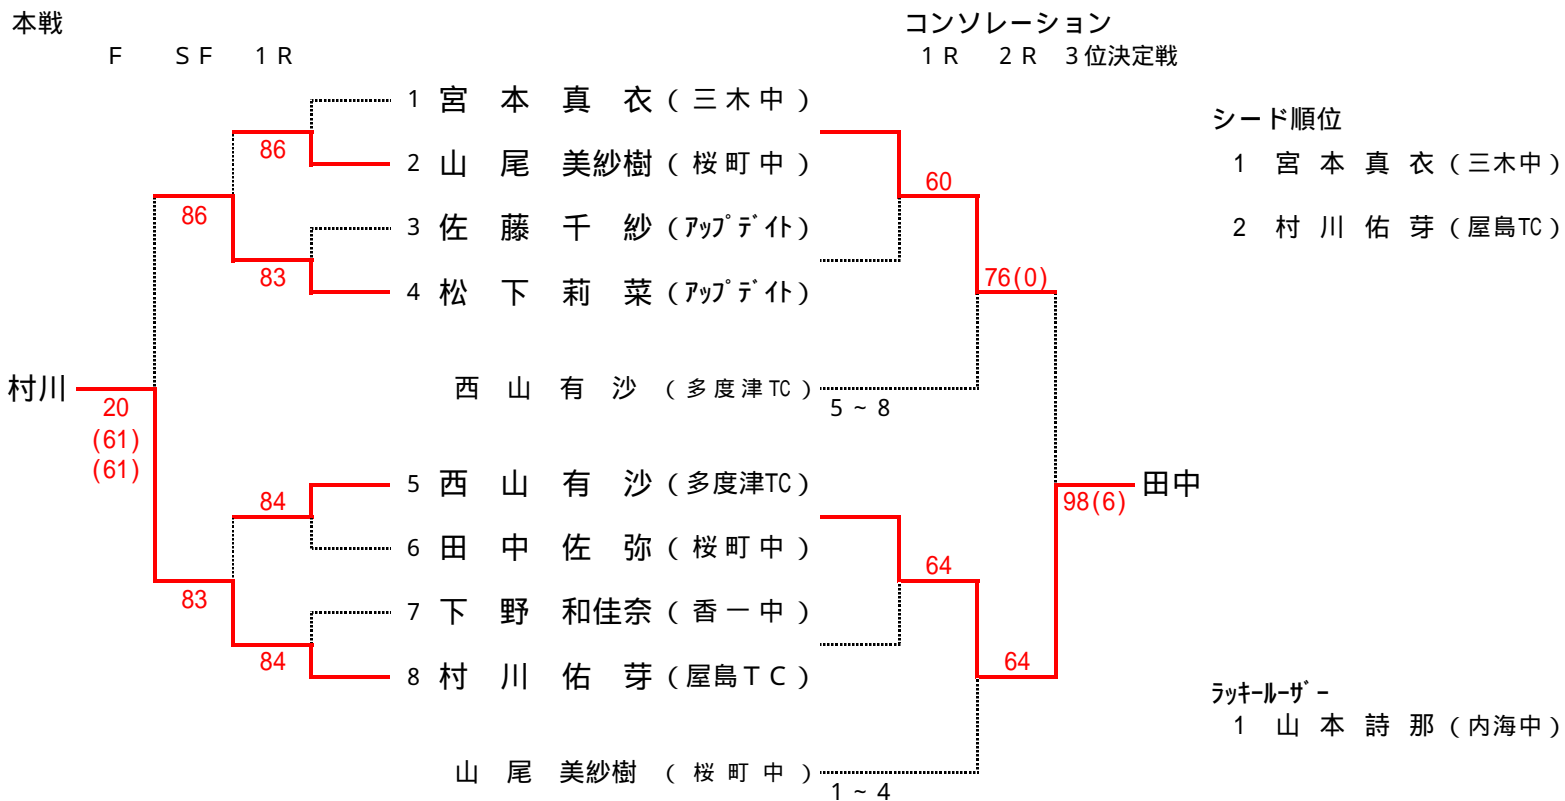 本戦
コンソレーション
F SF 1R
1R 2R 3位決定戦
1 宮本真衣(三木中)
シード順位
86
2 山尾美紗樹(桜町中)
1 宮本真衣(三木中)
60
86
3 佐藤千紗(アップデイト)
2 村川佑芽(屋島TC)
83
4 松下莉菜(アップデイト)
76(0)
村川
西山有沙(多度津TC)
5~8
20
(61)
(61)
5 西山有沙(多度津TC)
84
98(6)
田中
6 田中佐弥(桜町中)
64
83
7 下野和佳奈(香一中)
84
8 村川佑芽(屋島TC)
64
ラッキールーザー
1 山本詩那(内海中)
山尾美紗樹(桜町中)
1~4